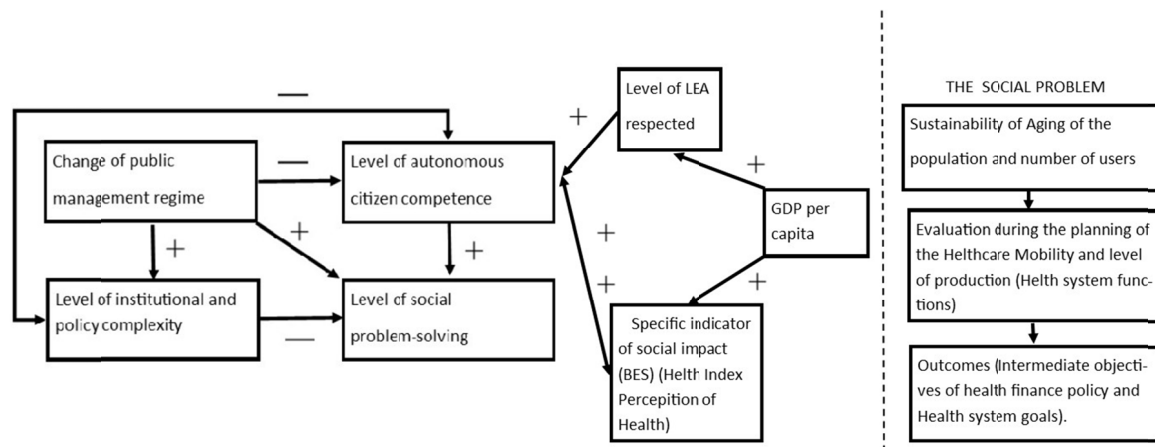 Change of public
management regime
Level of autonomous
citizen competence
Level of institutional and
policy complexity
Level of social
problem-solving
Level of LEA
respected
GDP per
capita
Specific indicator
of social impact
(BES) (Helth Index
Percepition of
Health)
—
—
+
+
+
—
+
+
+
+
+
THE SOCIAL PROBLEM
Sustainability of Aging of the
population and number of users
Evaluation during the planning of
the Helthcare Mobility and level
of production (Helth system func-
tions)
Outcomes (Intermediate objecti-
ves of health finance policy and
Health system goals).